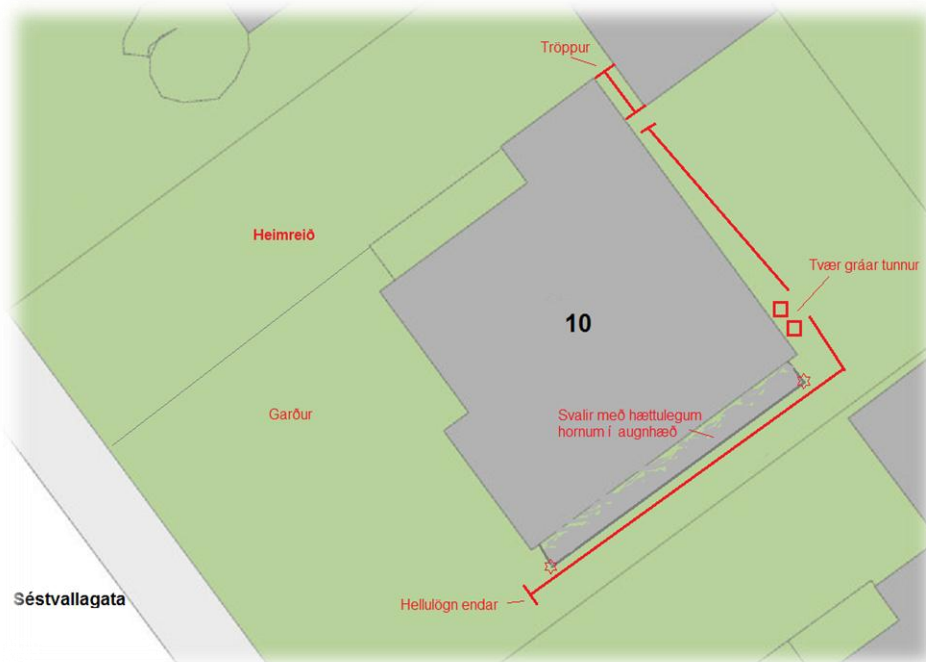 Tröppur
Heimreið
Tvær gráar tunnur
10
Garður
Svalir með hættulegum
hornum í augnhæð
Séstvallagata
Hellulögn endar